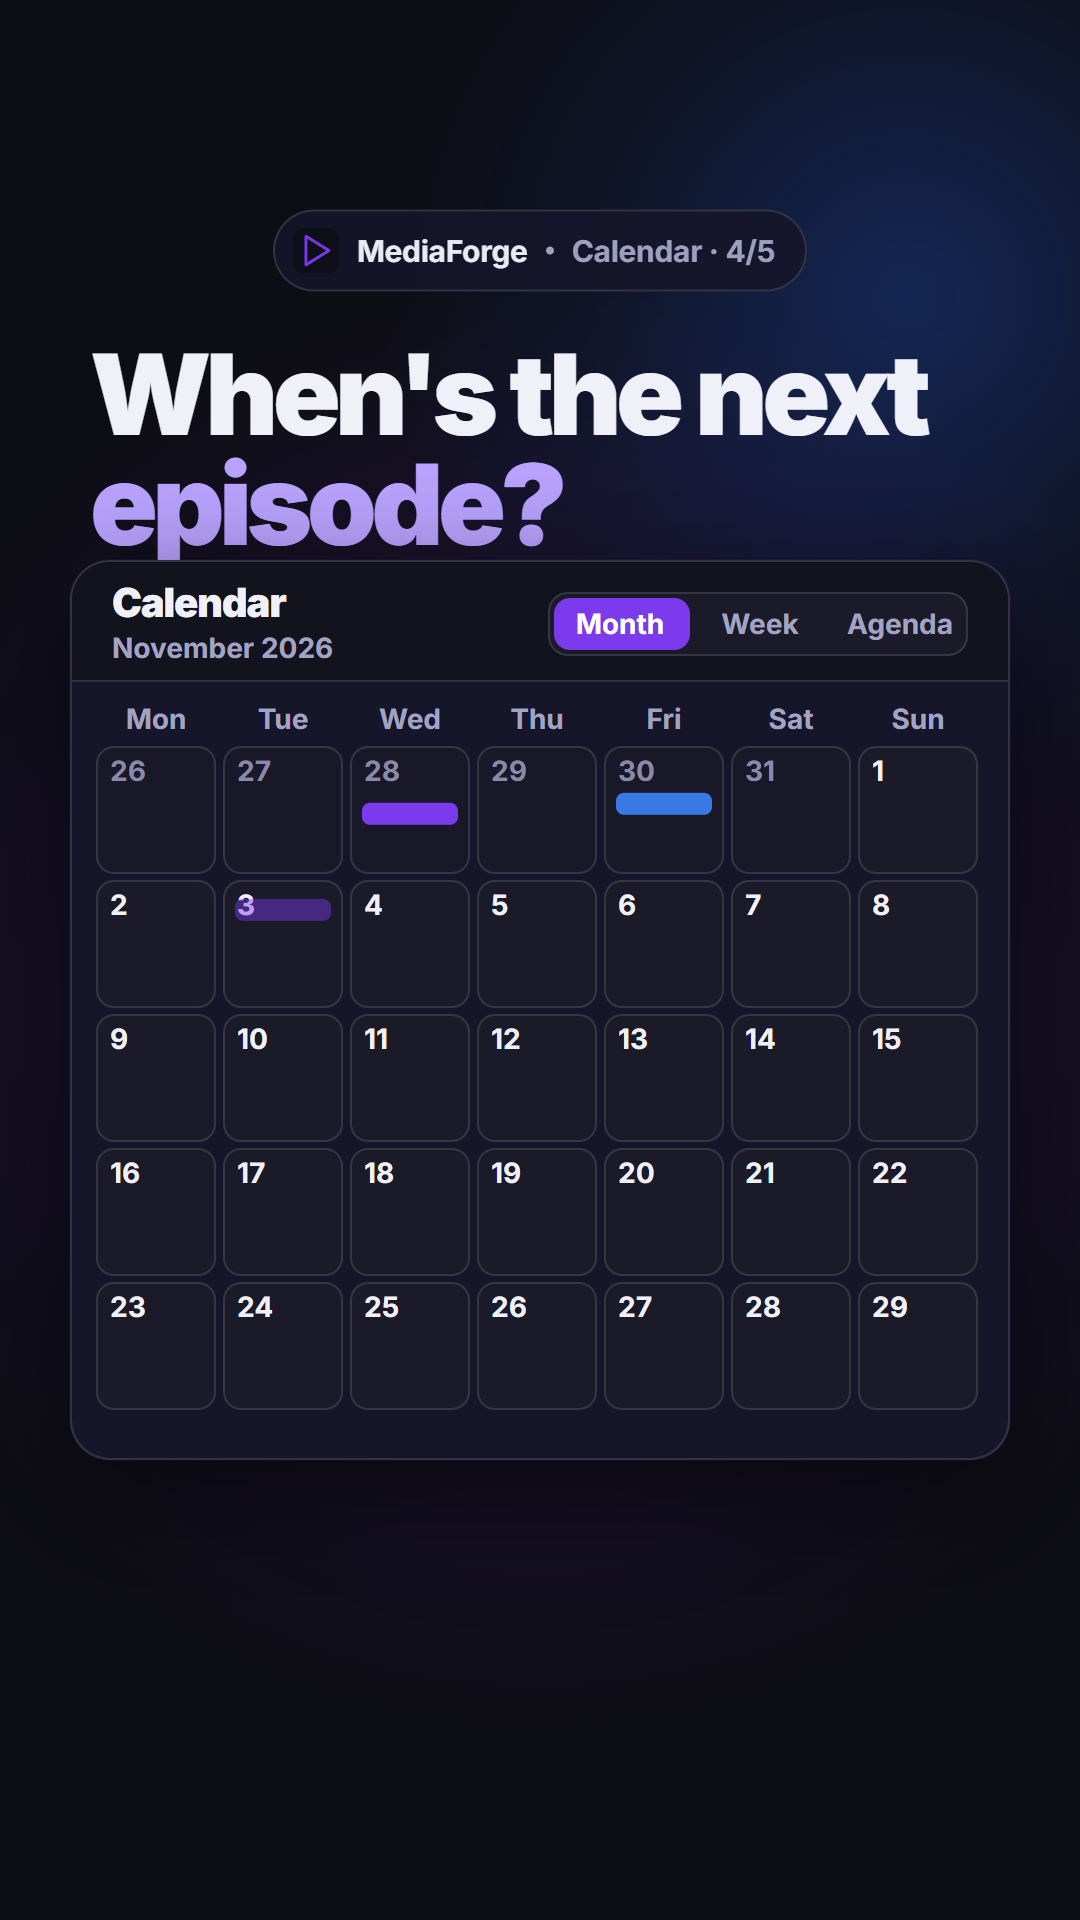 MediaForge • Calendar · 4/5
When's the next
episode?
Calendar
November 2026
Month Week Agenda
Mon Tue Wed Thu Fri Sat Sun
26 27 28 29 30 31 1
2 3 4 5 6 7 8
9 10 11 12 13 14 15
16 17 18 19 20 21 22
23 24 25 26 27 28 29